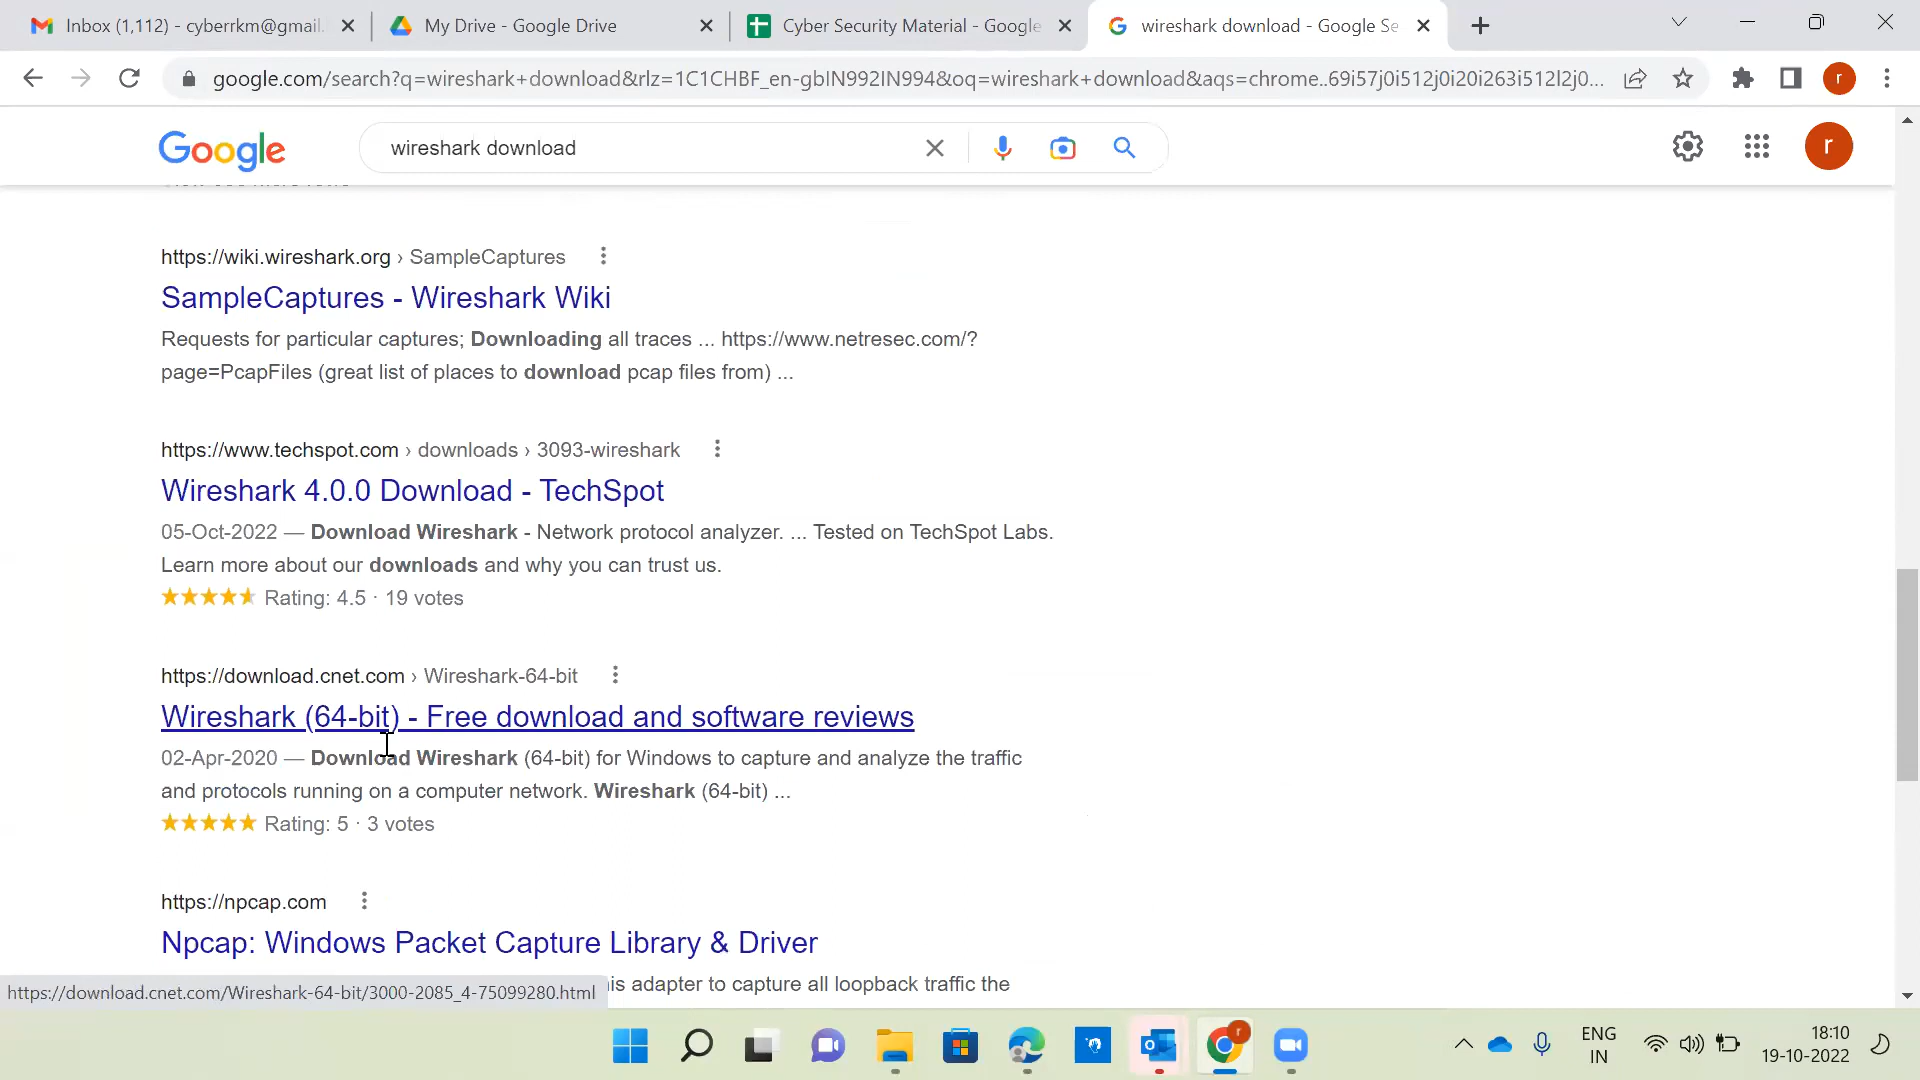 Inbox (1,112) - cyberrkm@gmail.
My Drive - Google Drive
Cyber Security Material - Google
wireshark download - Google Se
google.com/search?q=wireshark+download&rlz=1C1CHBF_en-gbIN992IN994&oq=wireshark+download&aqs=chrome..69i57j0i512j0i20i263i512l2j0...
r
Google
wireshark download
r
https://wiki.wireshark.org › SampleCaptures
SampleCaptures - Wireshark Wiki
Requests for particular captures; Downloading all traces ... https://www.netresec.com/?
page=PcapFiles (great list of places to download pcap files from) ...
https://www.techspot.com › downloads › 3093-wireshark
Wireshark 4.0.0 Download - TechSpot
05-Oct-2022 — Download Wireshark - Network protocol analyzer. ... Tested on TechSpot Labs.
Learn more about our downloads and why you can trust us.
Rating: 4.5 · 19 votes
https://download.cnet.com › Wireshark-64-bit
Wireshark (64-bit) - Free download and software reviews
02-Apr-2020 — Download Wireshark (64-bit) for Windows to capture and analyze the traffic
and protocols running on a computer network. Wireshark (64-bit) ...
Rating: 5 · 3 votes
https://npcap.com
Npcap: Windows Packet Capture Library & Driver
is adapter to capture all loopback traffic the
https://download.cnet.com/Wireshark-64-bit/3000-2085_4-75099280.html
r
ENG
IN
18:10
19-10-2022